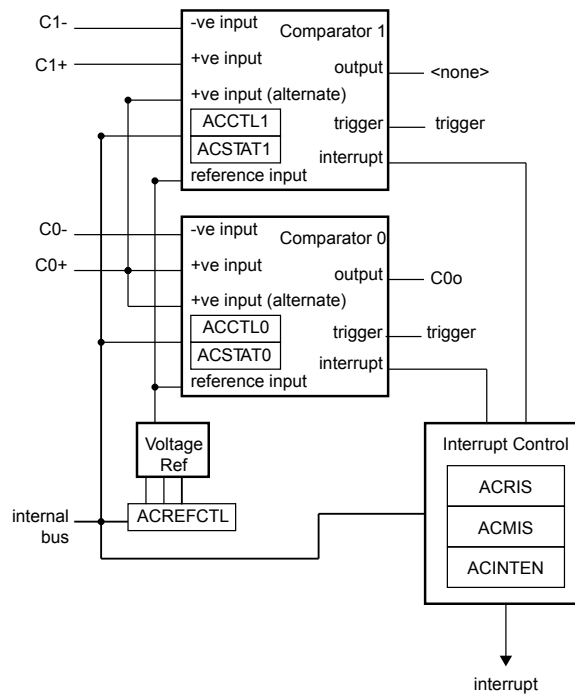 C1-
-ve input
Comparator 1
C1+
+ve input
output
<none>
+ve input (alternate)
ACCTL1
trigger
trigger
ACSTAT1
interrupt
reference input
C0-
-ve input
Comparator 0
C0+
+ve input
output
C0o
+ve input (alternate)
ACCTL0
trigger
trigger
ACSTAT0
interrupt
reference input
Voltage
Ref
Interrupt Control
ACRIS
internal
bus
ACREFCTL
ACMIS
ACINTEN
interrupt